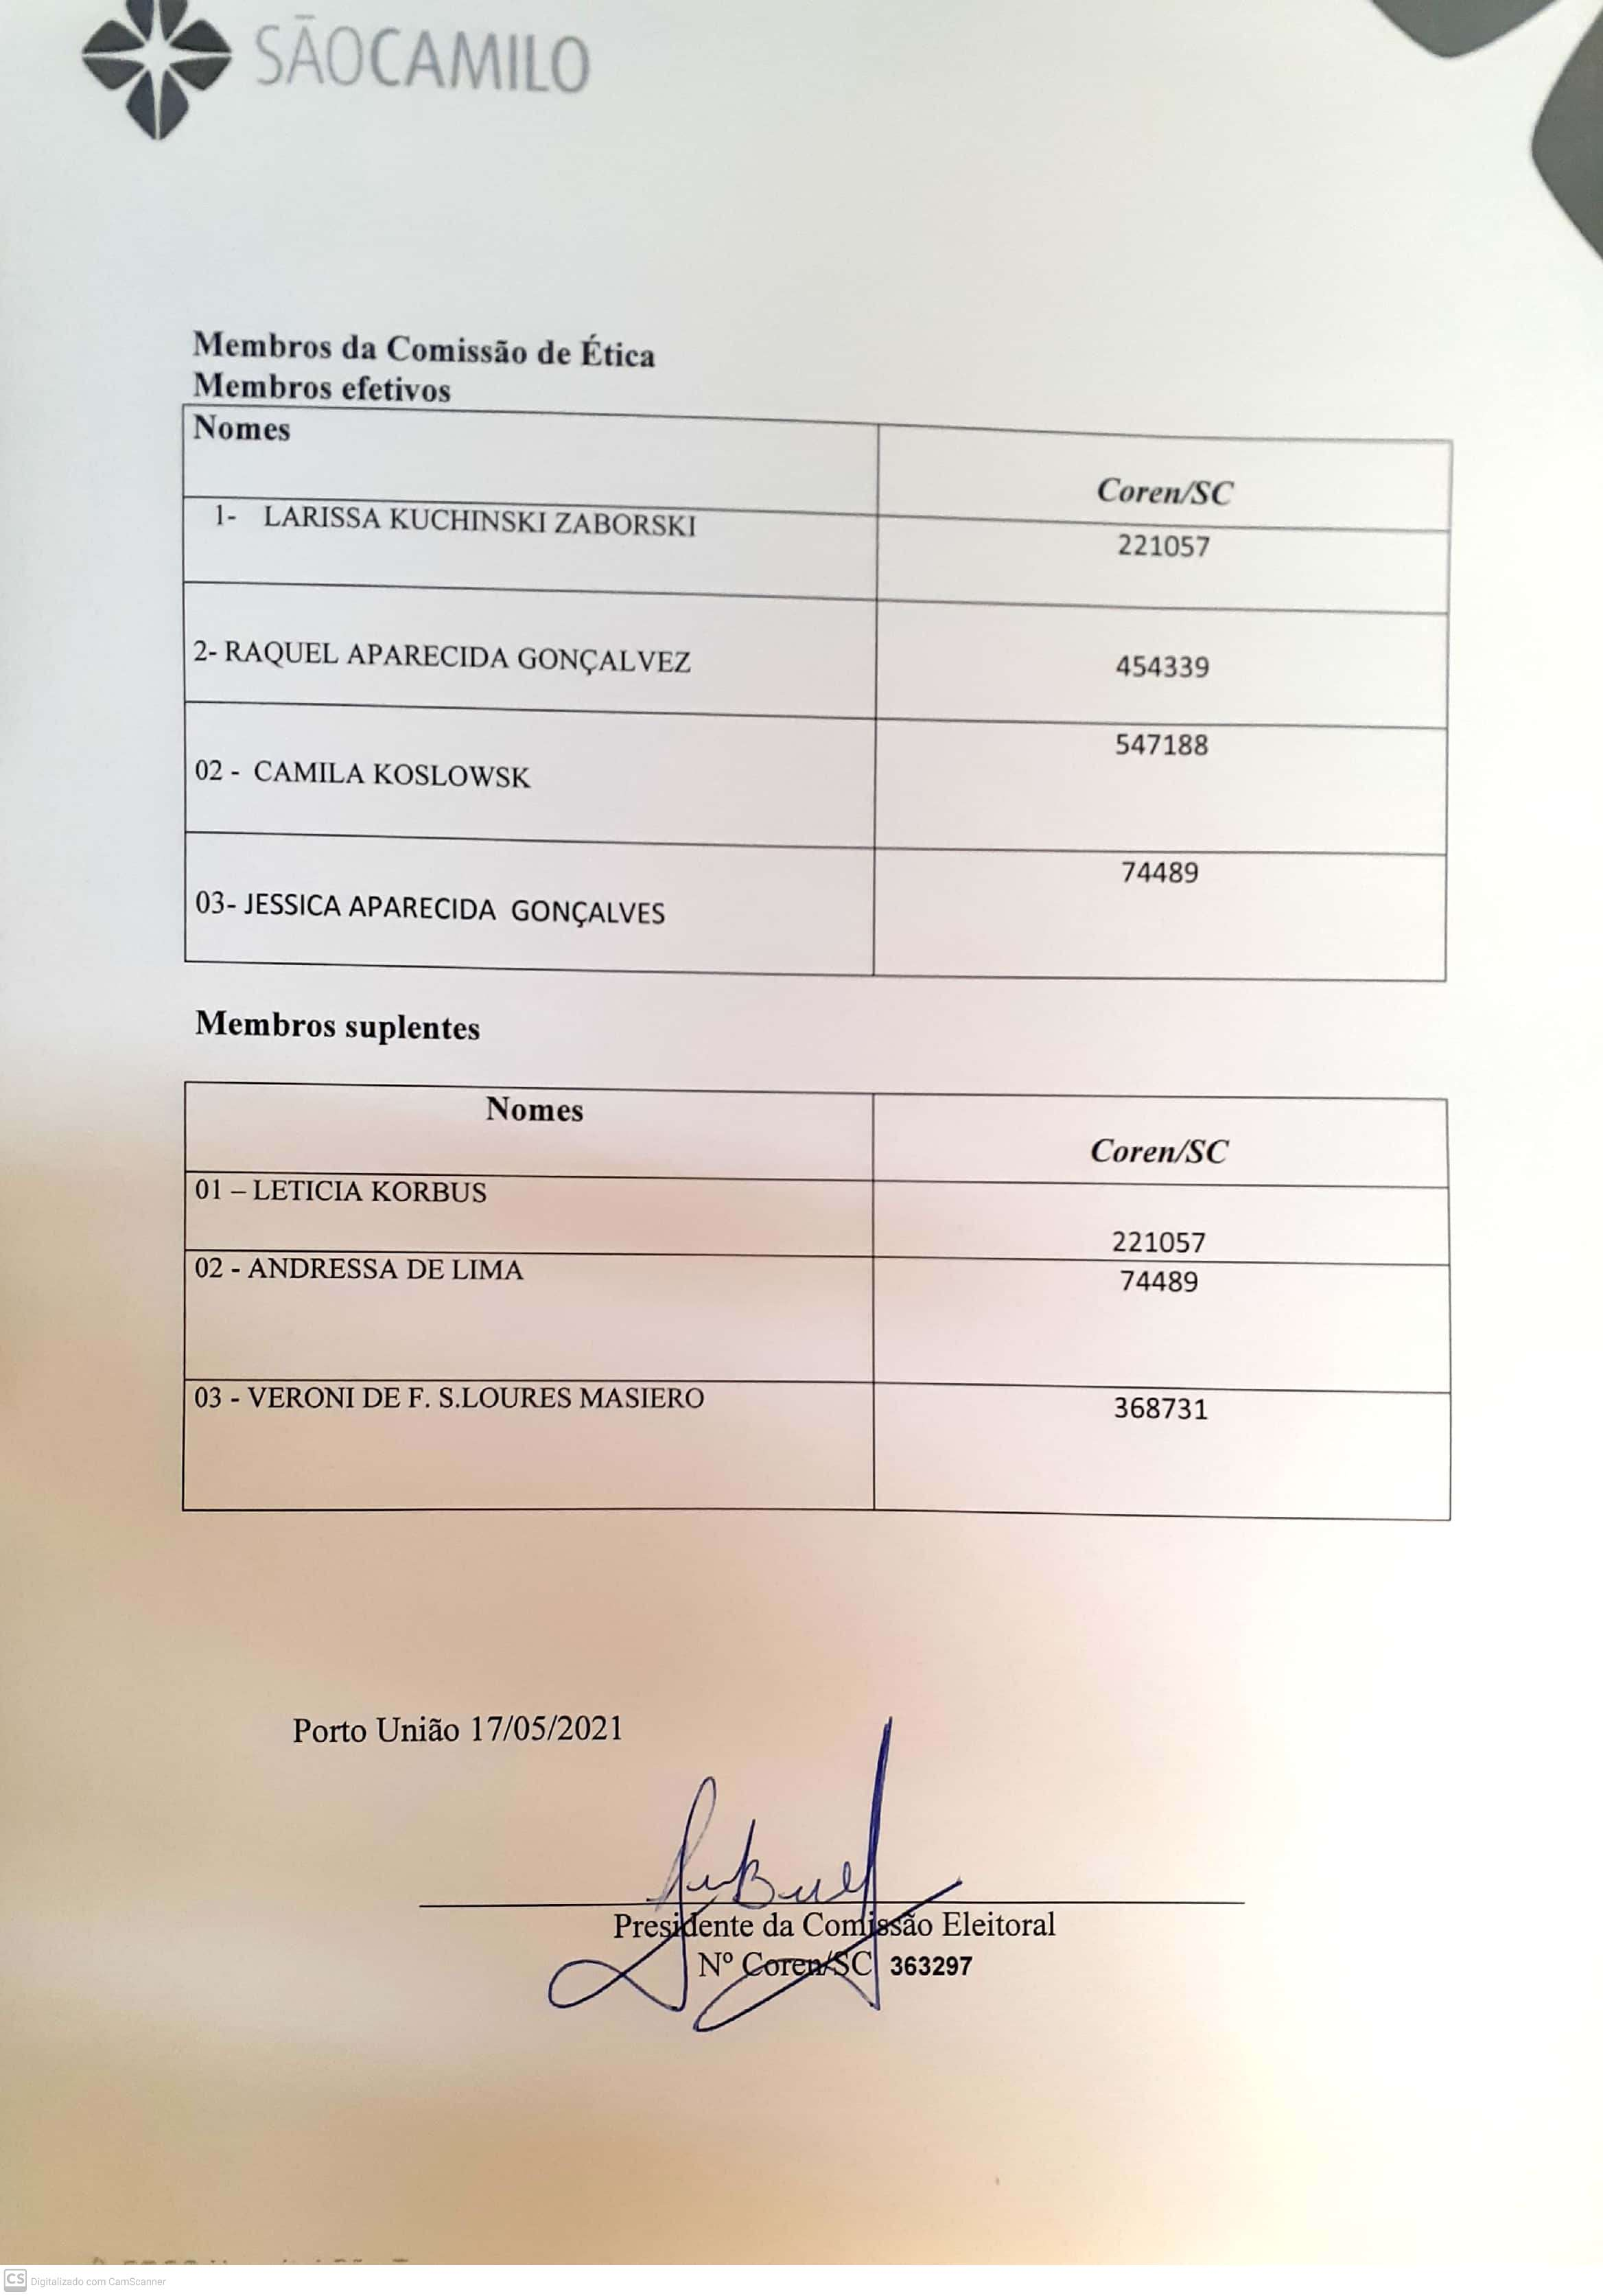 SÃOCAMILO
Membros da Comissão de Ética
Membros efetivos
Nomes
Coren/SC
1- LARISSA KUCHINSKI ZABORSKI
221057
2- RAQUEL APARECIDA GONÇALVEZ
454339
02 - CAMILA KOSLOWSK
547188
03- JESSICA APARECIDA GONÇALVES
74489
Membros suplentes
Nomes
Coren/SC
01 – LETICIA KORBUS
221057
02 - ANDRESSA DE LIMA
74489
03 - VERONI DE F. S.LOURES MASIERO
368731
Porto União 17/05/2021
Presidente da Comissão Eleitoral
Nº Coren/SC 363297
CS Digitalizado com CamScanner